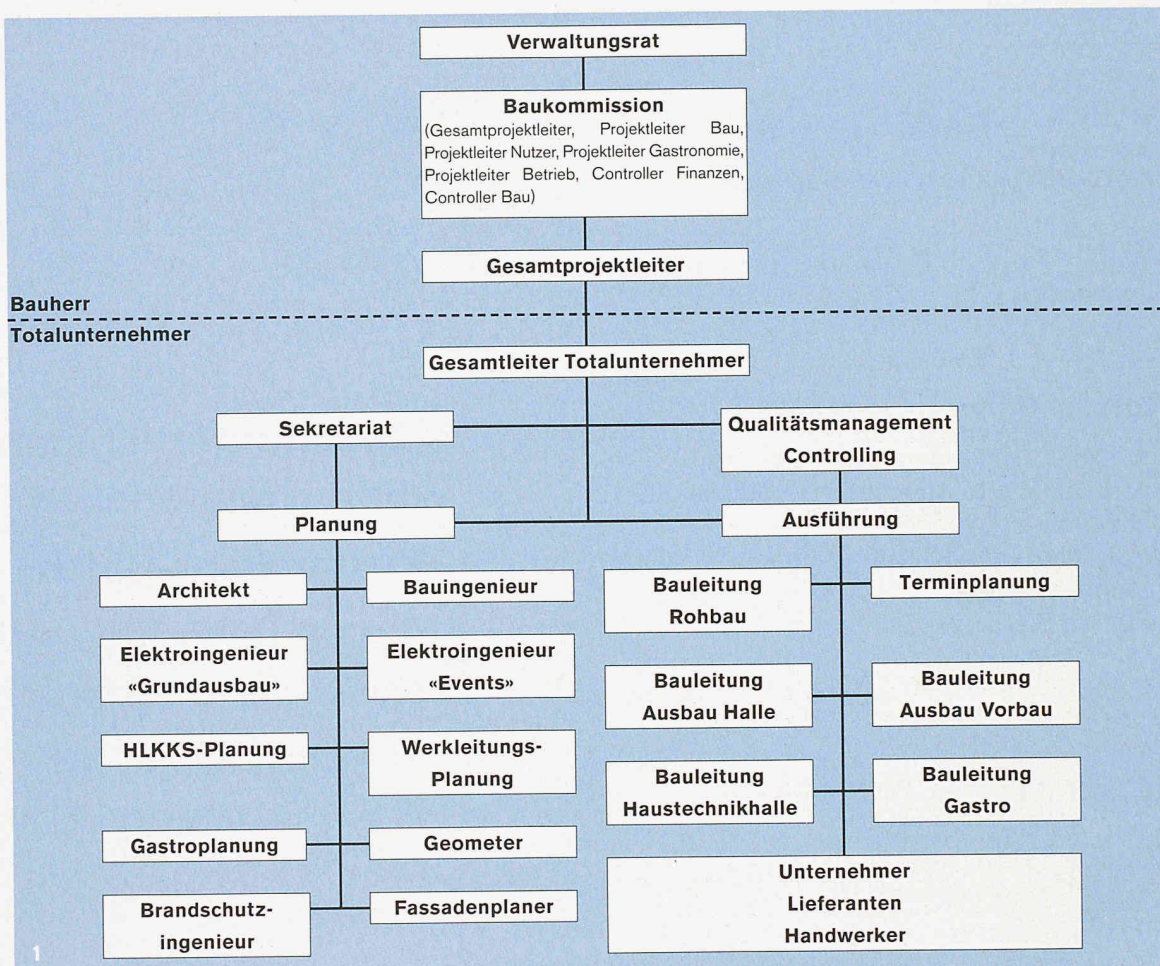 Verwaltungsrat
Baukommission
(Gesamtprojektleiter, Projektleiter Bau,
Projektleiter Nutzer, Projektleiter Gastronomie,
Projektleiter Betrieb, Controller Finanzen,
Controller Bau)
Gesamtprojektleiter
Bauherr
Totalunternehmer
Gesamtleiter Totalunternehmer
Sekretariat
Qualitätsmanagement
Controlling
Planung
Ausführung
Architekt
Bauingenieur
Elektroingenieur
«Grundausbau»
Elektroingenieur
«Events»
HLKKS-Planung
Werkleitungs-
Planung
Gastroplanung
Geometer
Brandschutz-
ingenieur
Fassadenplaner
Bauleitung
Rohbau
Terminplanung
Bauleitung
Ausbau Halle
Bauleitung
Ausbau Vorbau
Bauleitung
Haustechnikhalle
Bauleitung
Gastro
Unternehmer
Lieferanten
Handwerker
1